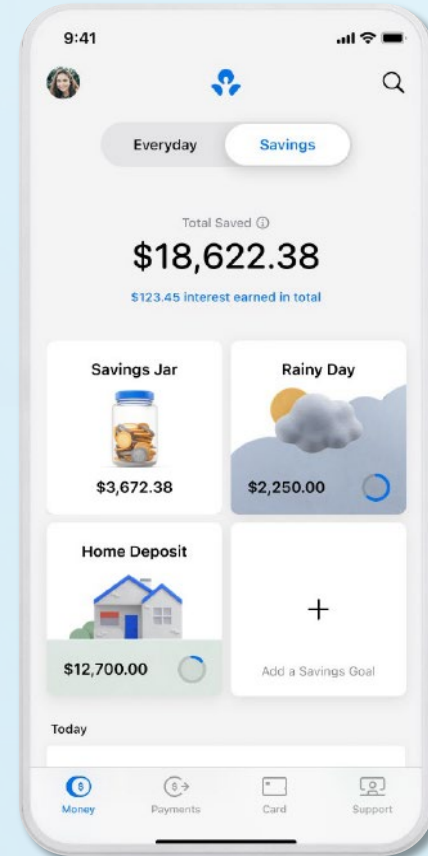 9:41
Everyday Savings
Total Saved
$18,622.38
$123.45 interest earned in total
Savings Jar Rainy Day
$3,672.38 $2,250.00
Home Deposit
+
$12,700.00 Add a Savings Goal
Today
Money Payments Card Support